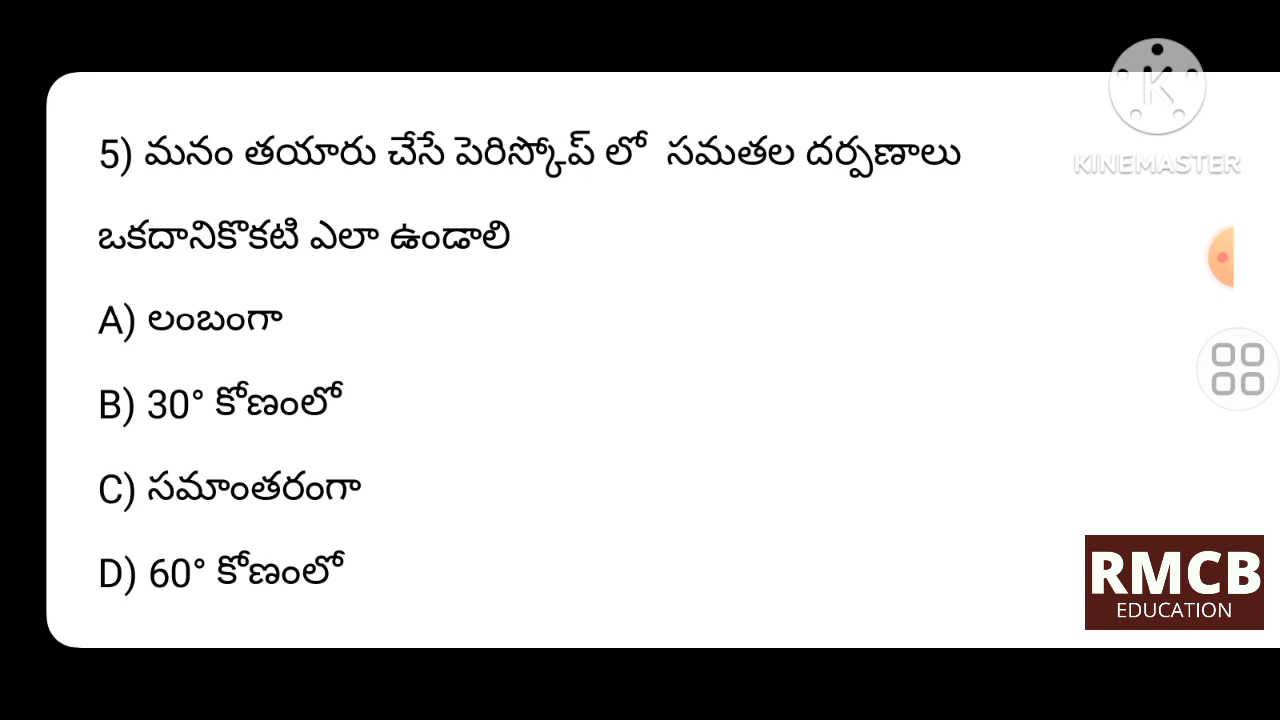 5) మనం తయారు చేసే పెరిస్కోప్ లో సమతల దర్పణాలు
ఒకదానికొకటి ఎలా ఉండాలి
A) లంబంగా
B) 30° కోణంలో
C) సమాంతరంగా
D) 60° కోణంలో
K
KINEMASTER
RMCB
EDUCATION